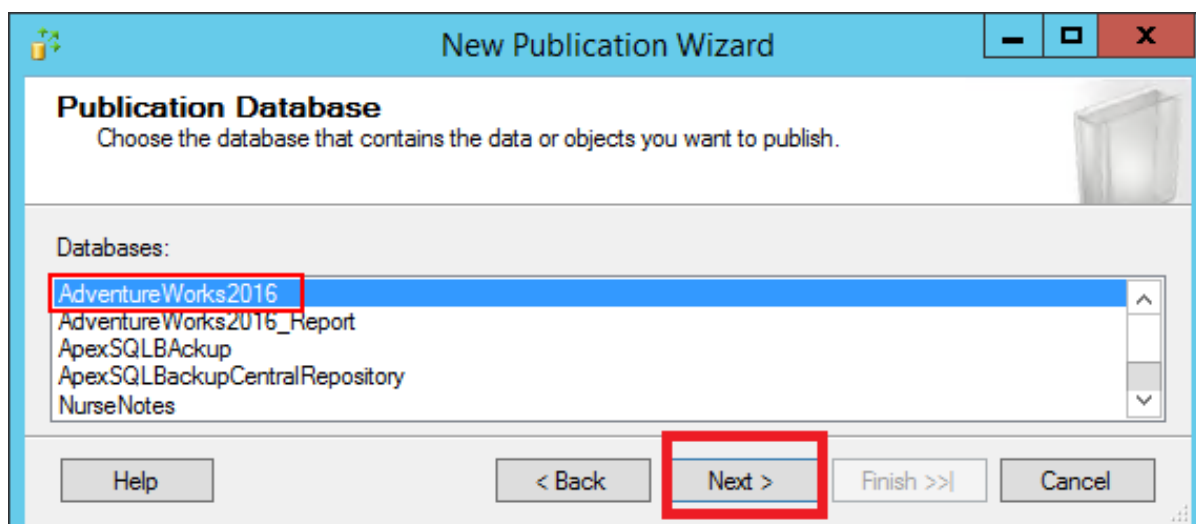 New Publication Wizard
Publication Database
Choose the database that contains the data or objects you want to publish.
Databases:
AdventureWorks2016
AdventureWorks2016_Report
ApexSQLBAckup
ApexSQLBackupCentralRepository
NurseNotes
Help < Back Next > Finish >>| Cancel